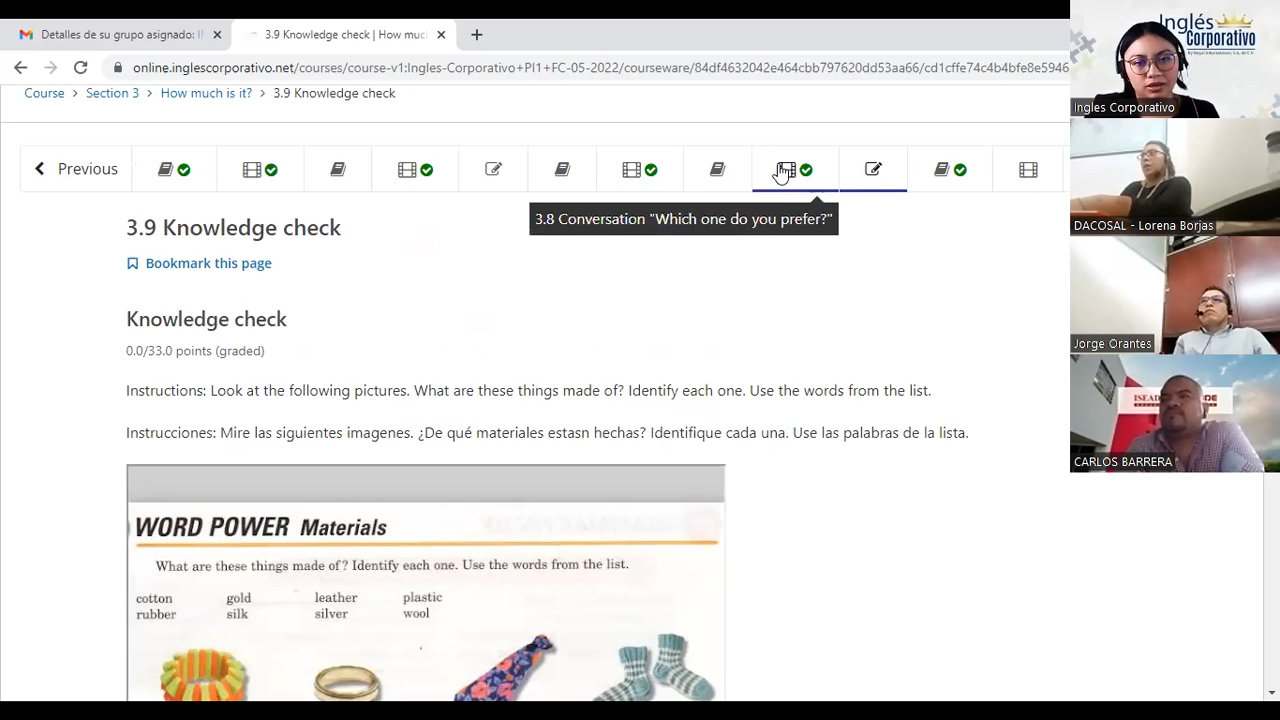 Detalles de su grupo asignado: I
3.9 Knowledge check | How muc
online.inglescorporativo.net/courses/course-v1:Ingles_Corporativo+PI1+FC-05-2022/courseware/84df4632042e464cbb797620dd53aa66/cd1cffe74c4b4bfe8e5946
Course > Section 3 > How much is it? > 3.9 Knowledge check
Previous
3.8 Conversation "Which one do you prefer?"
3.9 Knowledge check
Bookmark this page
Knowledge check
0.0/33.0 points (graded)
Instructions: Look at the following pictures. What are these things made of? Identify each one. Use the words from the list.
Instrucciones: Mire las siguientes imagenes. ¿De qué materiales estasn hechas? Identifique cada una. Use las palabras de la lista.
WORD POWER Materials
What are these things made of? Identify each one. Use the words from the list.
cotton gold leather plastic
rubber silk silver wool
Inglés
Corporativo
Ingles Corporativo
DACOSAL - Lorena Borjas
Jorge Orantes
CARLOS BARRERA